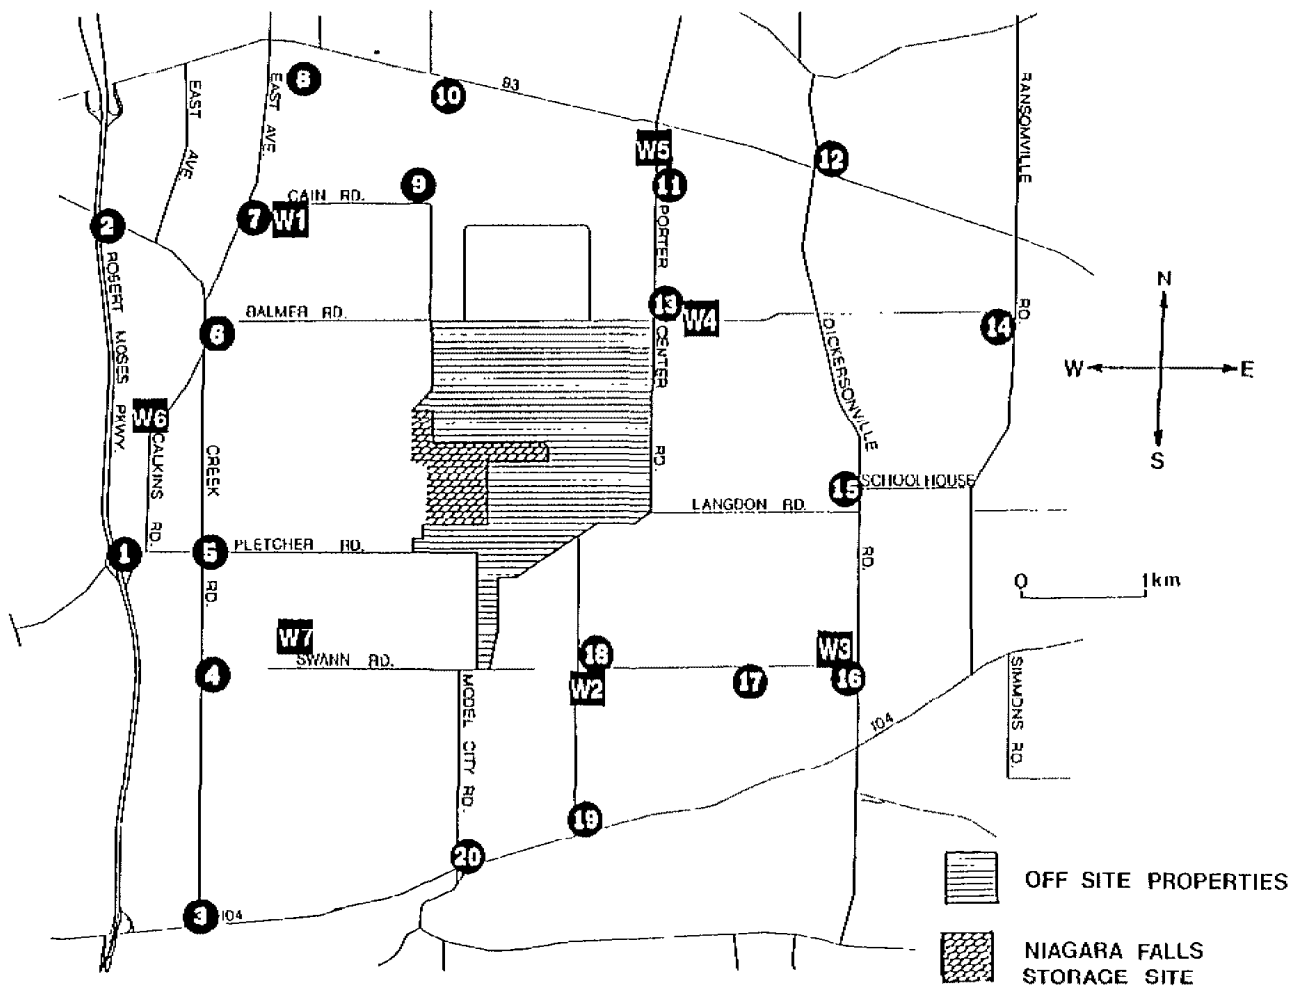 8
10
93
EAST AVE.
EAST AVE.
RANSOMVILLE RD.
W5
12
9
11
CAIN RD.
7
W1
2
PORTER CENTER RD.
ROBERT MOSES PKWY.
N
13
W4
BALMER RD.
14
6
DICKERSONVILLE RD.
W
E
W6
CALKINS RD.
CREEK RD.
S
15
SCHOOLHOUSE
LANGDON RD.
1
5
PLETCHER RD.
0
1km
W7
18
W3
SWANN RD.
4
W2
17
16
SIMMONS RD.
MODEL CITY RD.
104
19
20
3
104
OFF SITE PROPERTIES
NIAGARA FALLS
STORAGE SITE